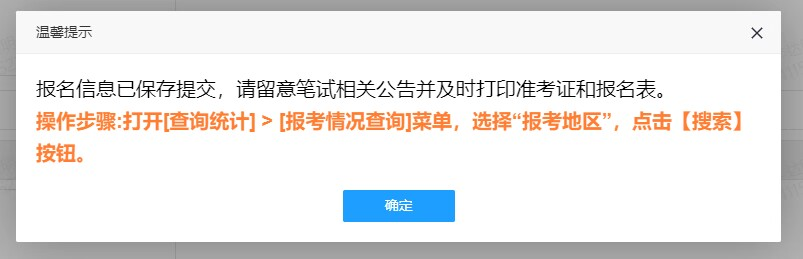 温馨提示
报名信息已保存提交，请留意笔试相关公告并及时打印准考证和报名表。
操作步骤:打开[查询统计] > [报考情况查询]菜单，选择“报考地区”，点击【搜索】
按钮。
确定